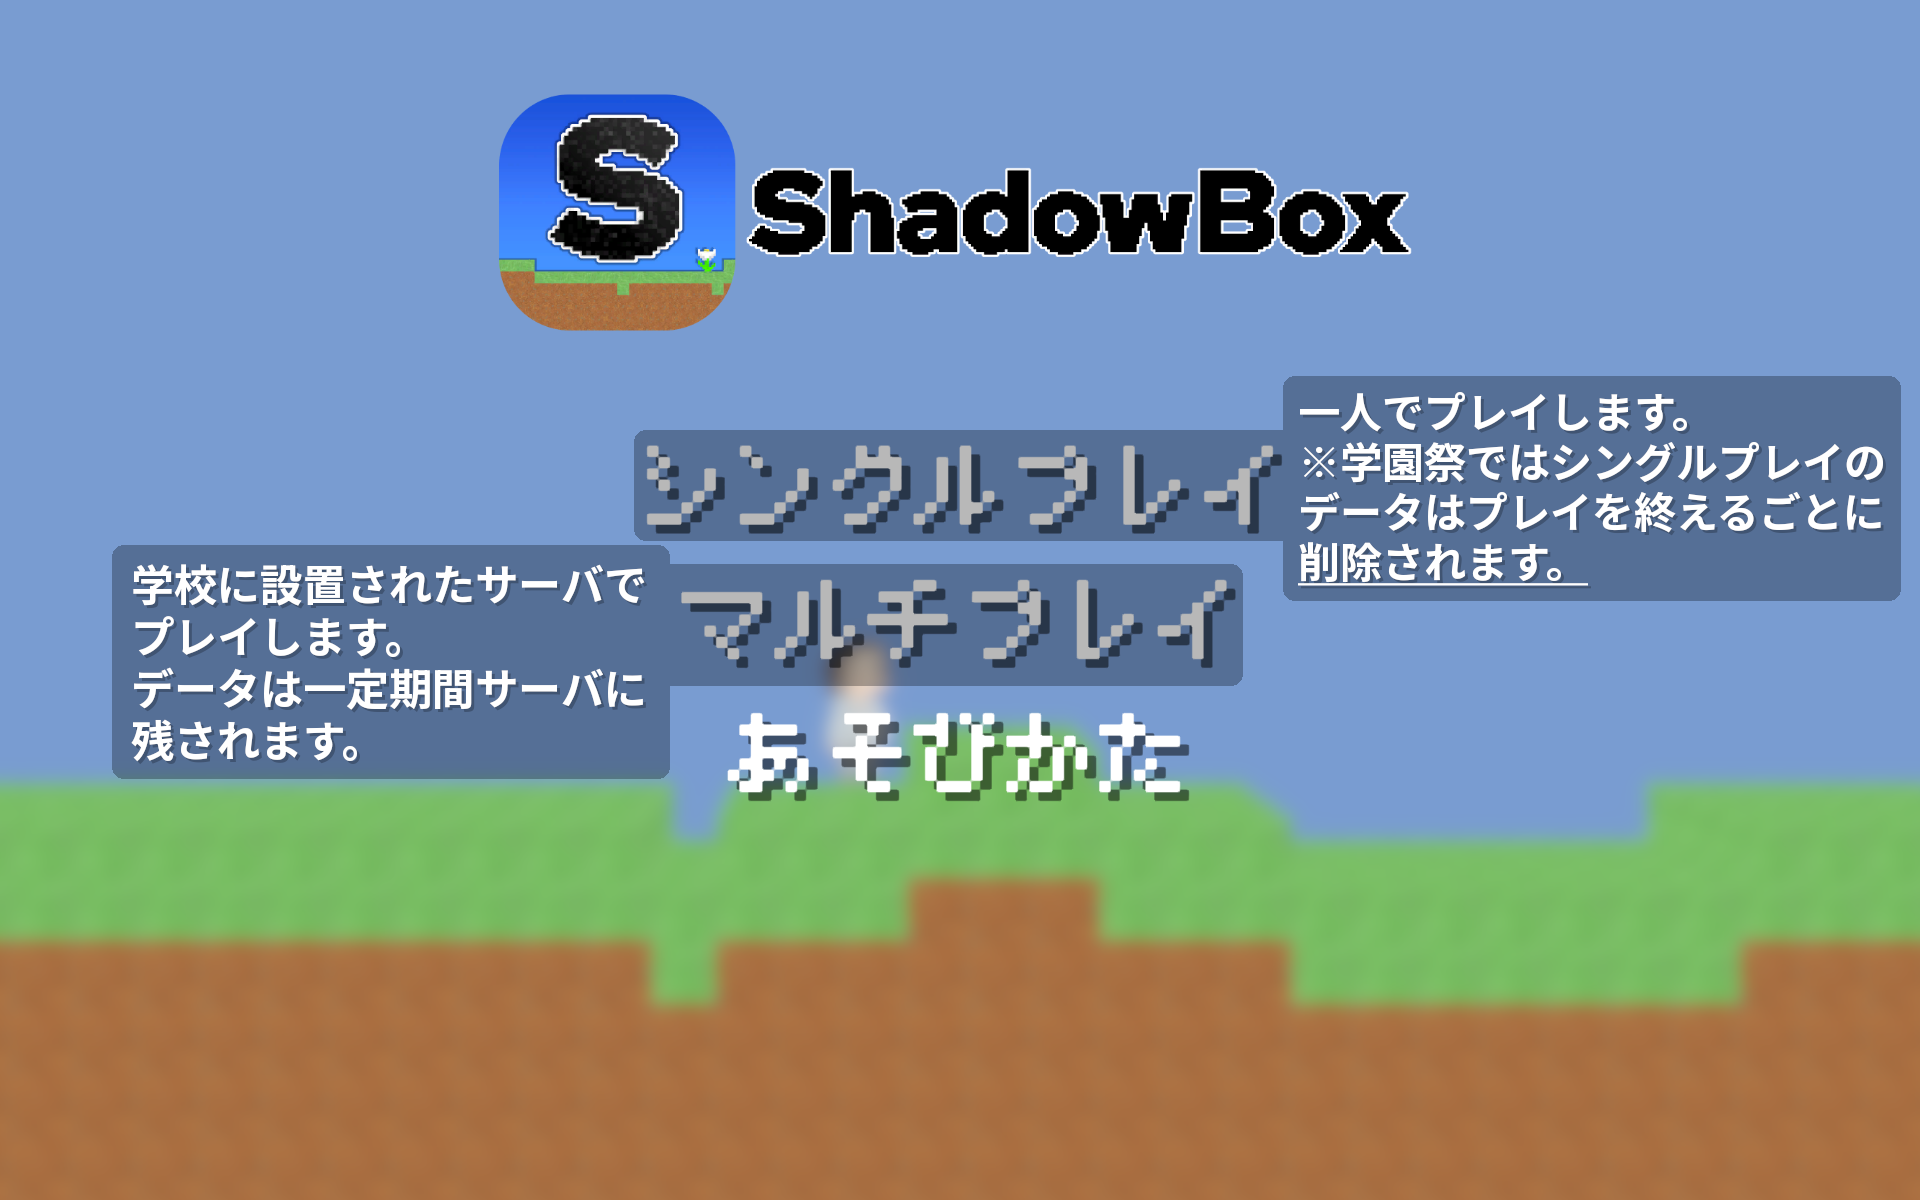 S
ShadowBox
シングルプレイ
一人でプレイします。
※学園祭ではシングルプレイの
データはプレイを終えるごとに
削除されます。
マルチプレイ
学校に設置されたサーバで
プレイします。
データは一定期間サーバに
残されます。
あそびかた